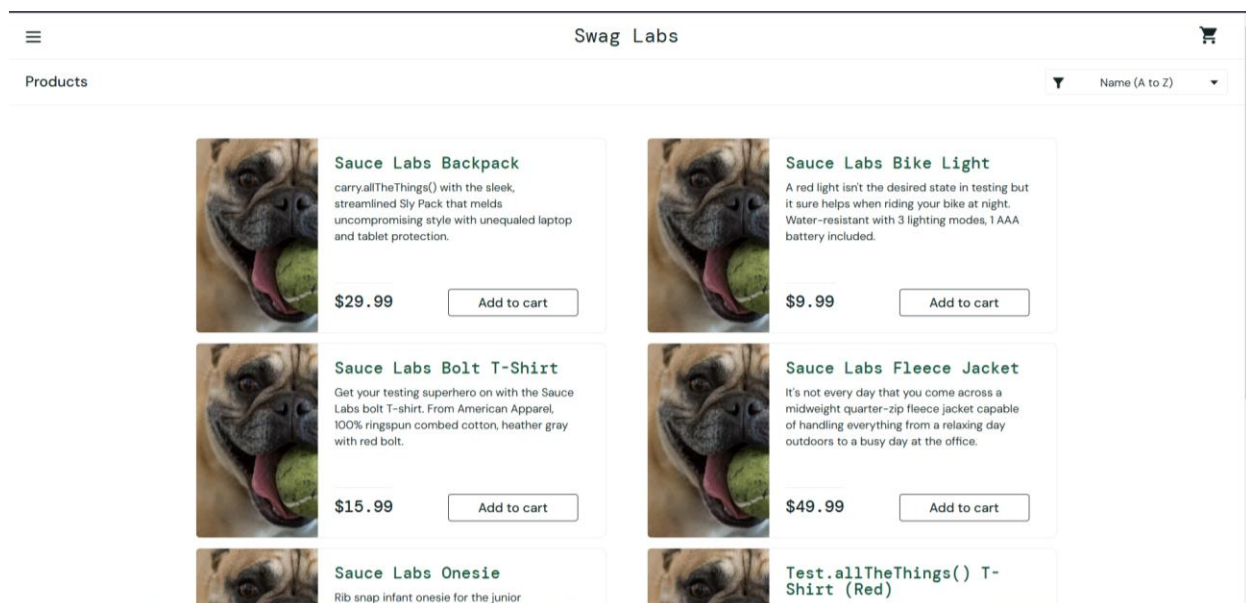 Swag Labs
Products
Name (A to Z)
Sauce Labs Backpack
carry.allTheThings() with the sleek,
streamlined Sly Pack that melds
uncompromising style with unequaled laptop
and tablet protection.
$29.99
Add to cart
Sauce Labs Bike Light
A red light isn't the desired state in testing but
it sure helps when riding your bike at night.
Water-resistant with 3 lighting modes, 1 AAA
battery included.
$9.99
Add to cart
Sauce Labs Bolt T-Shirt
Get your testing superhero on with the Sauce
Labs bolt T-shirt. From American Apparel,
100% ringspun combed cotton, heather gray
with red bolt.
$15.99
Add to cart
Sauce Labs Fleece Jacket
It's not every day that you come across a
midweight quarter-zip fleece jacket capable
of handling everything from a relaxing day
outdoors to a busy day at the office.
$49.99
Add to cart
Sauce Labs Onesie
Rib snap infant onesie for the junior
Test.allTheThings() T-
Shirt (Red)